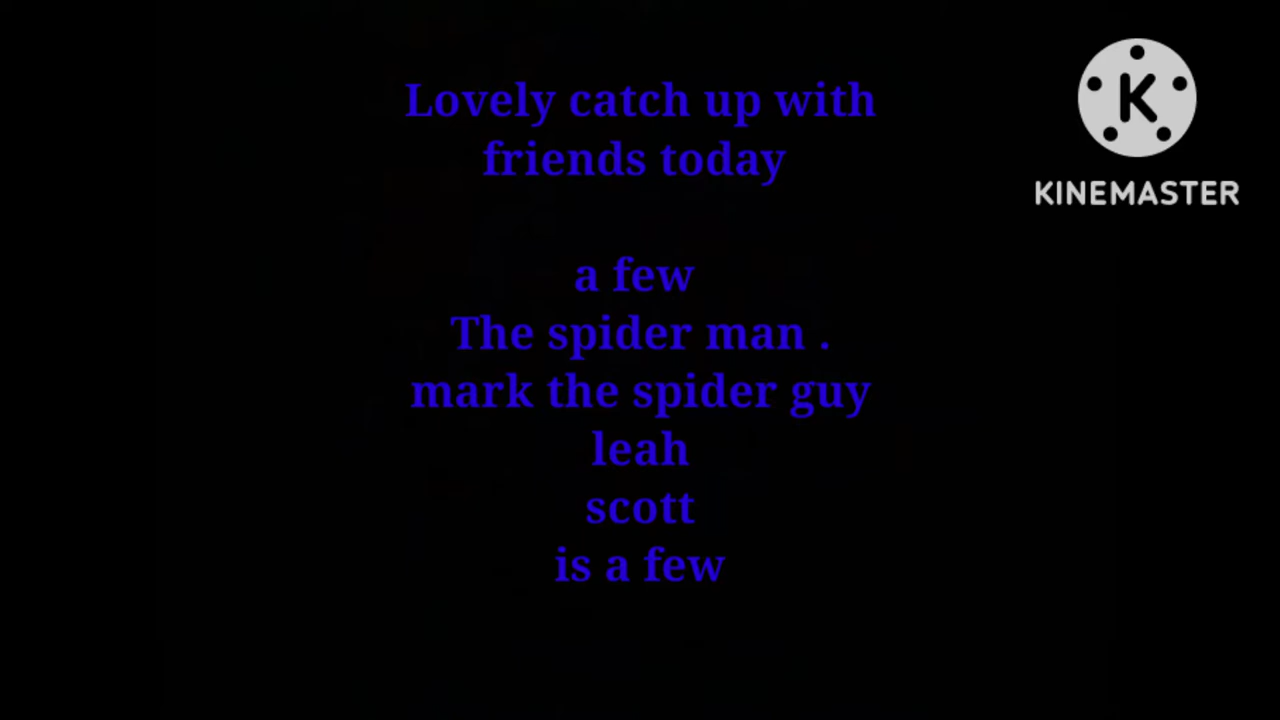 Lovely catch up with
friends today
a few
The spider man .
mark the spider guy
leah
scott
is a few
K
KINEMASTER